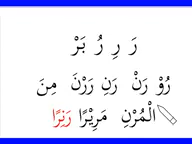 رَ رِ رُ بَرْ
رُوْ رَنْ رَنِ رَرْنَ مِنَ
الْمُرْنِ مَرِيْرًا رَنِرًا